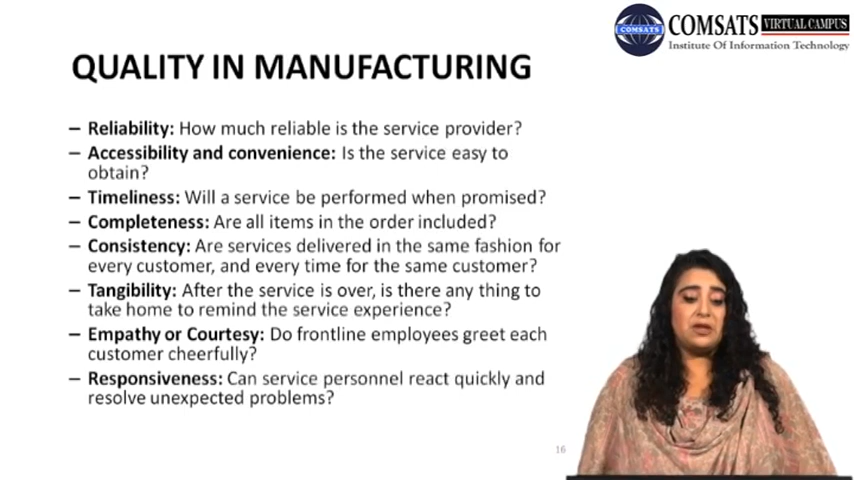 COMSATS VIRTUAL CAMPUS
Institute Of Information Technology
COMSATS
QUALITY IN MANUFACTURING
– Reliability: How much reliable is the service provider?
– Accessibility and convenience: Is the service easy to
obtain?
– Timeliness: Will a service be performed when promised?
– Completeness: Are all items in the order included?
– Consistency: Are services delivered in the same fashion for
every customer, and every time for the same customer?
– Tangibility: After the service is over, is there any thing to
take home to remind the service experience?
– Empathy or Courtesy: Do frontline employees greet each
customer cheerfully?
– Responsiveness: Can service personnel react quickly and
resolve unexpected problems?
16